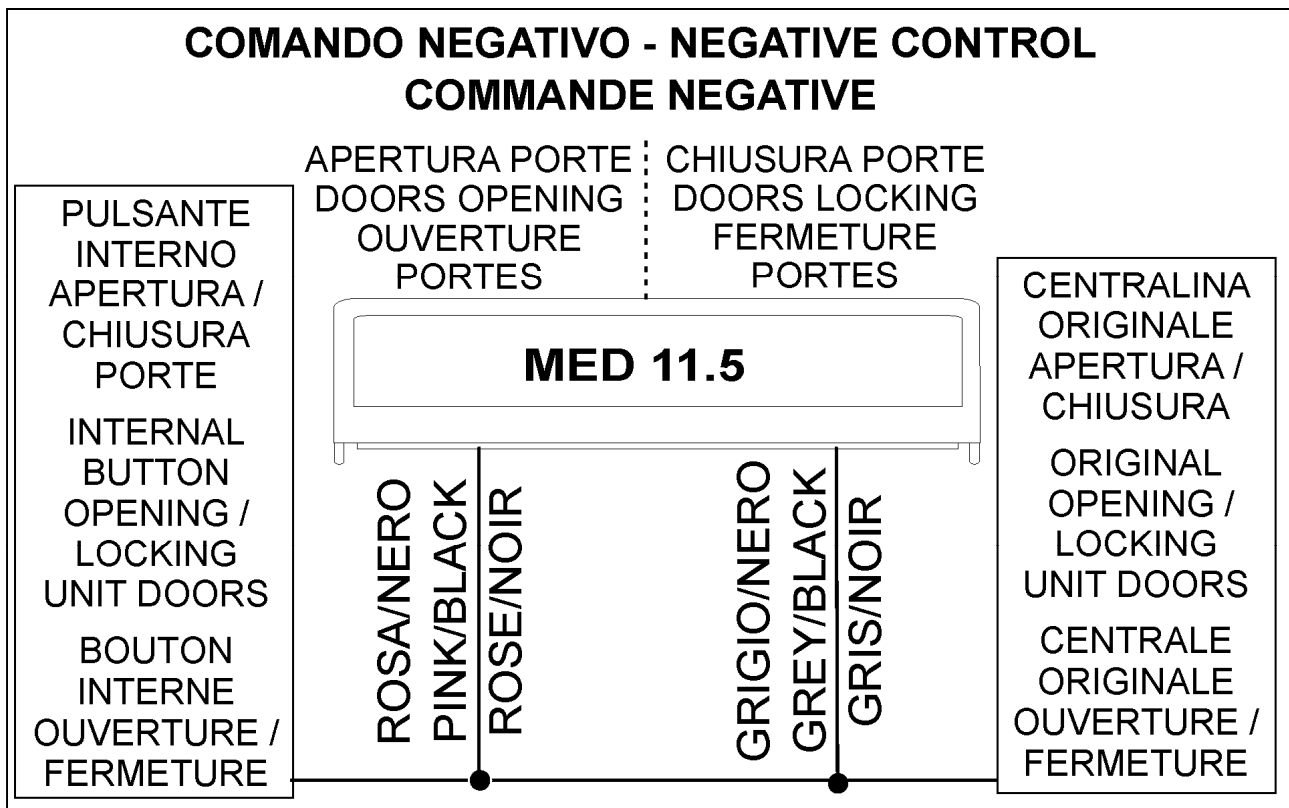 COMANDO NEGATIVO - NEGATIVE CONTROL
COMMANDE NEGATIVE
APERTURA PORTE
DOORS OPENING
OUVERTURE
PORTES
CHIUSURA PORTE
DOORS LOCKING
FERMETURE
PORTES
PULSANTE
INTERNO
APERTURA /
CHIUSURA
PORTE
INTERNAL
BUTTON
OPENING /
LOCKING
UNIT DOORS
BOUTON
INTERNE
OUVERTURE /
FERMETURE
MED 11.5
ROSA/NERO
PINK/BLACK
ROSE/NOIR
GRIGIO/NERO
GREY/BLACK
GRIS/NOIR
CENTRALINA
ORIGINALE
APERTURA /
CHIUSURA
ORIGINAL
OPENING /
LOCKING
UNIT DOORS
CENTRALE
ORIGINALE
OUVERTURE /
FERMETURE